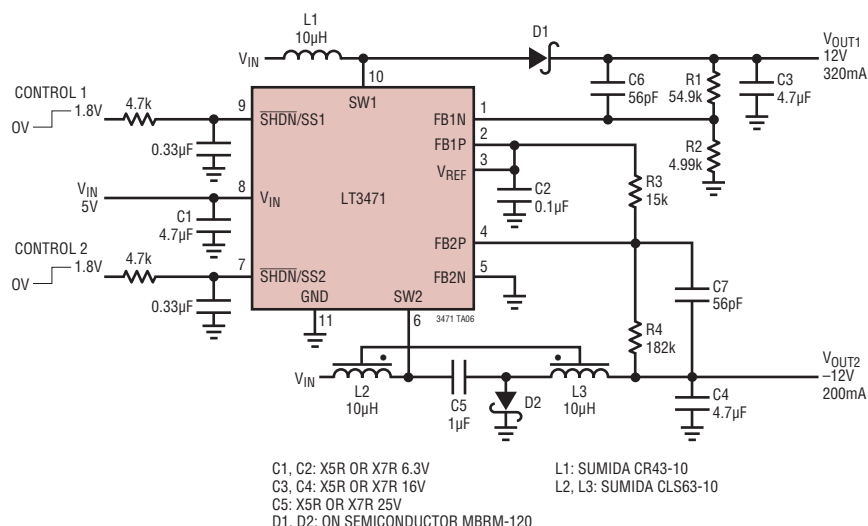 L1
10µH
D1
VIN
VOUT1
12V
320mA
10
SW1
C6
56pF
R1
54.9k
C3
4.7µF
CONTROL 1
1.8V
0V
4.7k
9
SHDN/SS1
0.33µF
1
FB1N
2
FB1P
3
VREF
R2
4.99k
C2
0.1µF
R3
15k
VIN
5V
8
VIN
C1
4.7µF
LT3471
CONTROL 2
1.8V
0V
4.7k
7
SHDN/SS2
0.33µF
4
FB2P
5
FB2N
C7
56pF
GND
SW2
11
6
3471 TA06
R4
182k
VIN
L2
10µH
C5
1µF
D2
L3
10µH
VOUT2
–12V
200mA
C4
4.7µF
C1, C2: X5R OR X7R 6.3V
C3, C4: X5R OR X7R 16V
C5: X5R OR X7R 25V
D1, D2: ON SEMICONDUCTOR MBRM-120
L1: SUMIDA CR43-10
L2, L3: SUMIDA CLS63-10